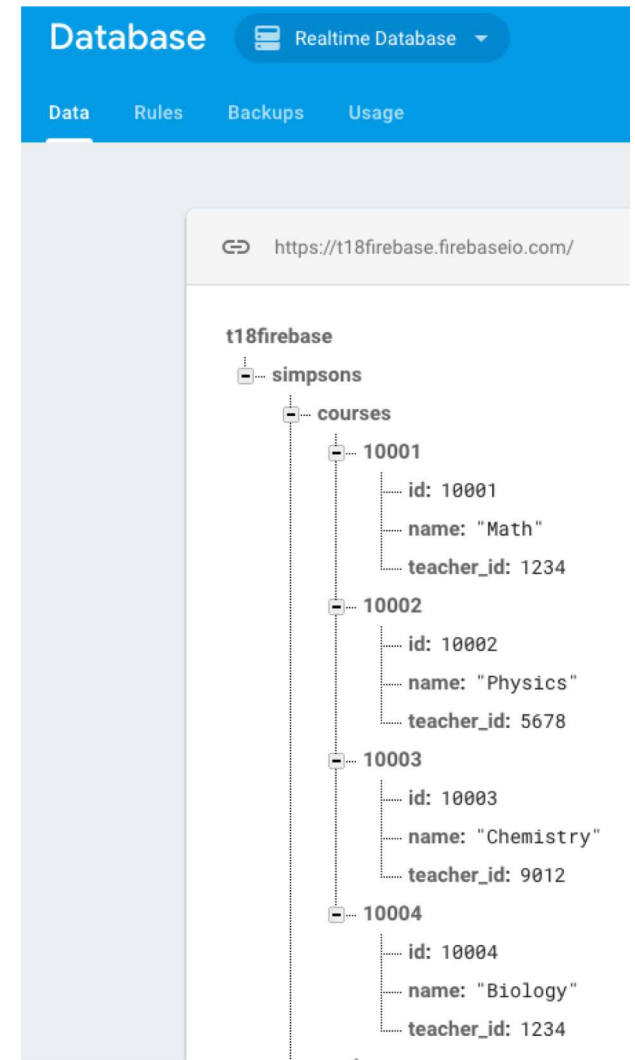 Database Realtime Database
Data Rules Backups Usage
https://t18firebase.firebaseio.com/
t18firebase
simpsons
courses
10001
id: 10001
name: "Math"
teacher_id: 1234
10002
id: 10002
name: "Physics"
teacher_id: 5678
10003
id: 10003
name: "Chemistry"
teacher_id: 9012
10004
id: 10004
name: "Biology"
teacher_id: 1234